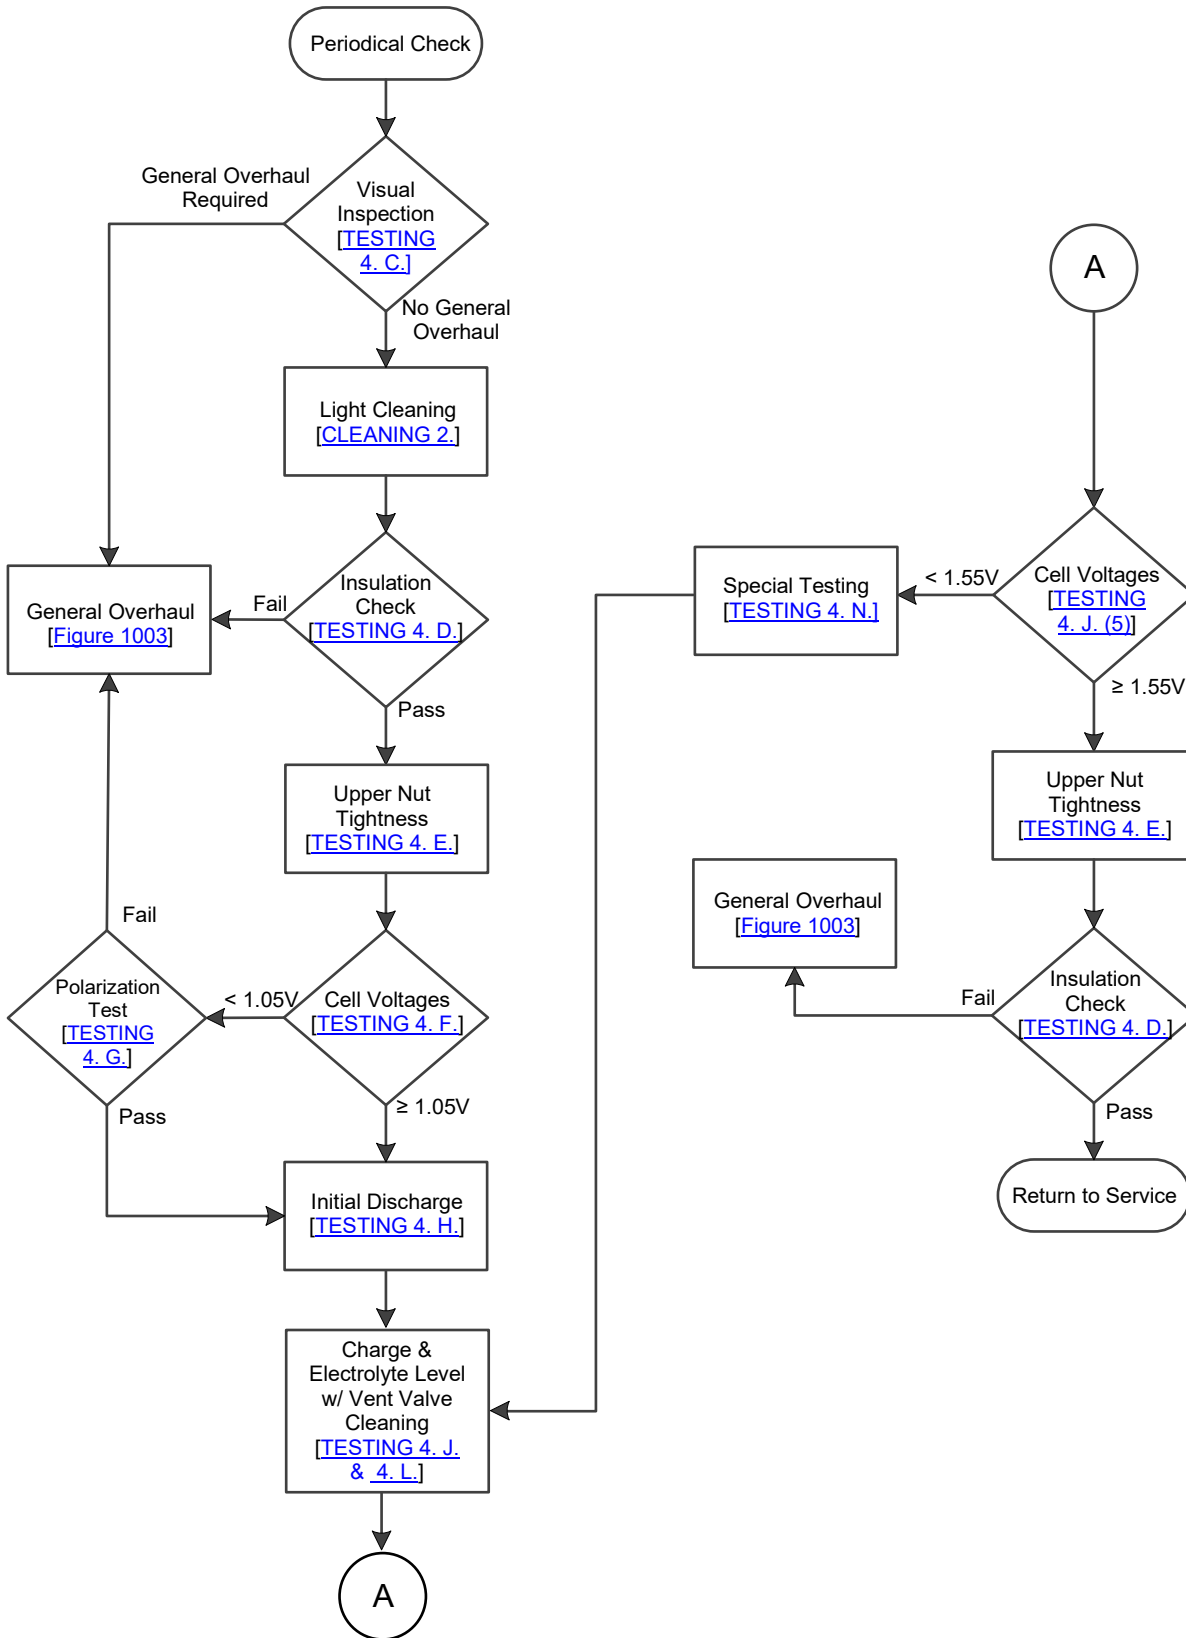 Periodical Check
General Overhaul
Required
Visual
Inspection
[TESTING
4. C.]
No General
Overhaul
Light Cleaning
[CLEANING 2.]
General Overhaul
[Figure 1003]
Fail
Insulation
Check
[TESTING 4. D.]
Pass
Upper Nut
Tightness
[TESTING 4. E.]
Fail
Polarization
Test
[TESTING
4. G.]
< 1.05V
Cell Voltages
[TESTING 4. F.]
≥ 1.05V
Pass
Initial Discharge
[TESTING 4. H.]
Charge &
Electrolyte Level
w/ Vent Valve
Cleaning
[TESTING 4. J.
& 4. L.]
A
A
Special Testing
[TESTING 4. N.]
< 1.55V
Cell Voltages
[TESTING
4. J. (5)]
≥ 1.55V
Upper Nut
Tightness
[TESTING 4. E.]
General Overhaul
[Figure 1003]
Fail
Insulation
Check
[TESTING 4. D.]
Pass
Return to Service